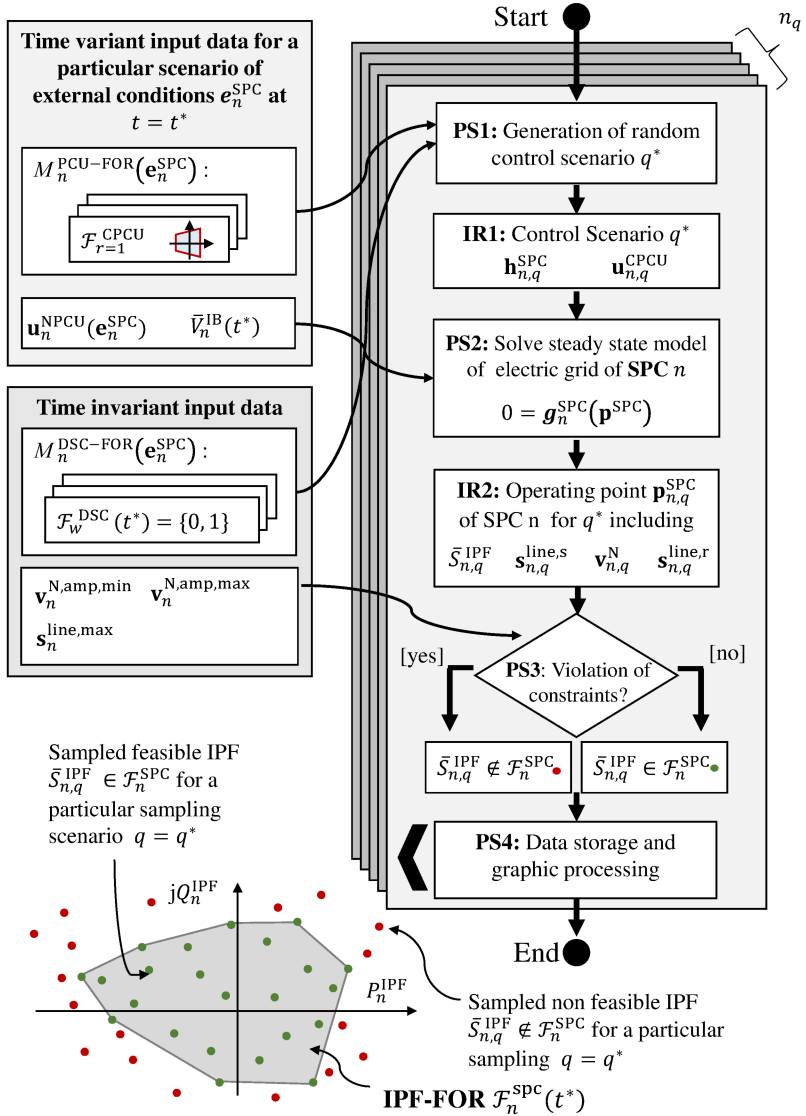 Start
n_q
Time variant input data for a
particular scenario of
external conditions e_n^SPC at
t = t*
M_n^PCU−FOR(e_n^SPC) :
ℱ_r=1^CPCU
u_n^NPCU(e_n^SPC) V̄_n^IB(t*)
Time invariant input data
M_n^DSC−FOR(e_n^SPC) :
ℱ_w^DSC (t*) = {0, 1}
v_n^N,amp,min v_n^N,amp,max
s_n^line,max
PS1: Generation of random
control scenario q*
IR1: Control Scenario q*
h_n,q^SPC u_n,q^CPCU
PS2: Solve steady state model
of electric grid of SPC n
0 = g_n^SPC(p^SPC)
IR2: Operating point p_n,q^SPC
of SPC n for q* including
S̄_n,q^IPF s_n,q^line,s v_n,q^N s_n,q^line,r
[yes]
[no]
PS3: Violation of
constraints?
S̄_n,q^IPF ∉ ℱ_n^SPC
S̄_n,q^IPF ∈ ℱ_n^SPC
PS4: Data storage and
graphic processing
End
Sampled feasible IPF
S̄_n,q^IPF ∈ ℱ_n^SPC for a
particular sampling
scenario q = q*
jQ_n^IPF
P_n^IPF
Sampled non feasible IPF
S̄_n,q^IPF ∉ ℱ_n^SPC for a particular
sampling q = q*
IPF-FOR ℱ_n^spc(t*)